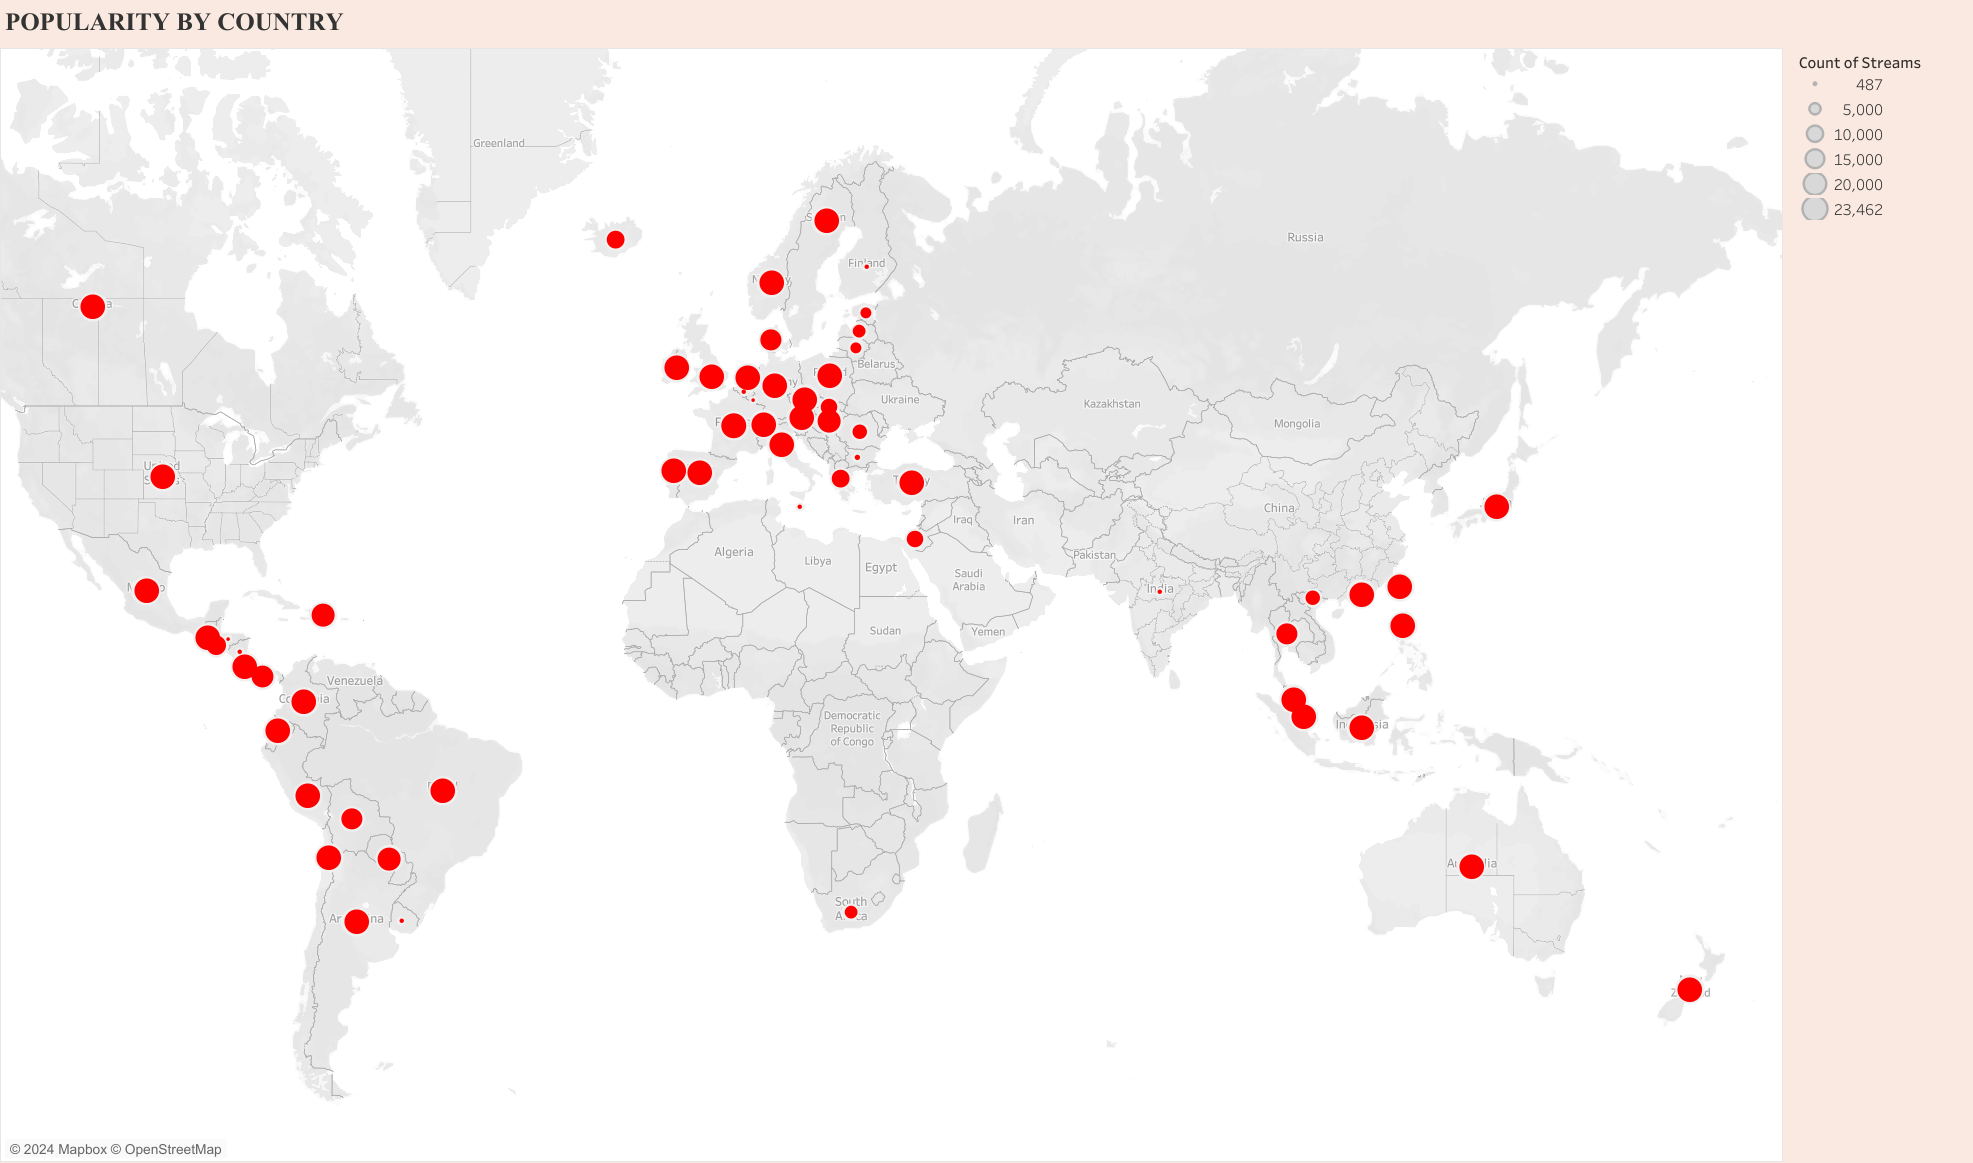 POPULARITY BY COUNTRY
Count of Streams
487
5,000
10,000
15,000
20,000
23,462
Greenland
Russia
Finland
Belarus
Ukraine
Kazakhstan
Mongolia
United
China
Iraq
Iran
Algeria
Libya
Egypt
Pakistan
Saudi
Arabia
India
Sudan
Yemen
Venezuela
Democratic
Republic
of Congo
South
© 2024 Mapbox © OpenStreetMap